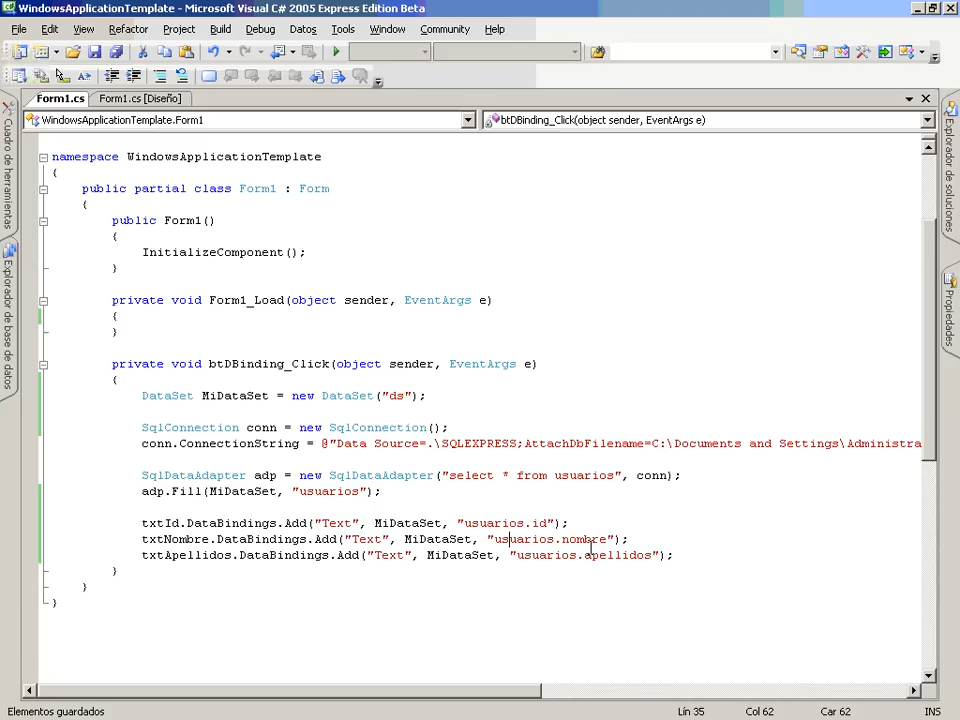 WindowsApplicationTemplate - Microsoft Visual C# 2005 Express Edition Beta
File Edit View Refactor Project Build Debug Datos Tools Window Community Help
Form1.cs Form1.cs [Diseño]
WindowsApplicationTemplate.Form1 btDBinding_Click(object sender, EventArgs e)
Cuadro de herramientas
Explorador de base de datos
namespace WindowsApplicationTemplate
{
public partial class Form1 : Form
{
public Form1()
{
InitializeComponent();
}
private void Form1_Load(object sender, EventArgs e)
{
}
private void btDBinding_Click(object sender, EventArgs e)
{
DataSet MiDataSet = new DataSet("ds");
SqlConnection conn = new SqlConnection();
conn.ConnectionString = @"Data Source=.\SQLEXPRESS;AttachDbFilename=C:\Documents and Settings\Administra
SqlDataAdapter adp = new SqlDataAdapter("select * from usuarios", conn);
adp.Fill(MiDataSet, "usuarios");
txtId.DataBindings.Add("Text", MiDataSet, "usuarios.id");
txtNombre.DataBindings.Add("Text", MiDataSet, "usuarios.nombre");
txtApellidos.DataBindings.Add("Text", MiDataSet, "usuarios.apellidos");
}
}
}
Explorador de soluciones
Propiedades
Elementos guardados Lín 35 Col 62 Car 62 INS